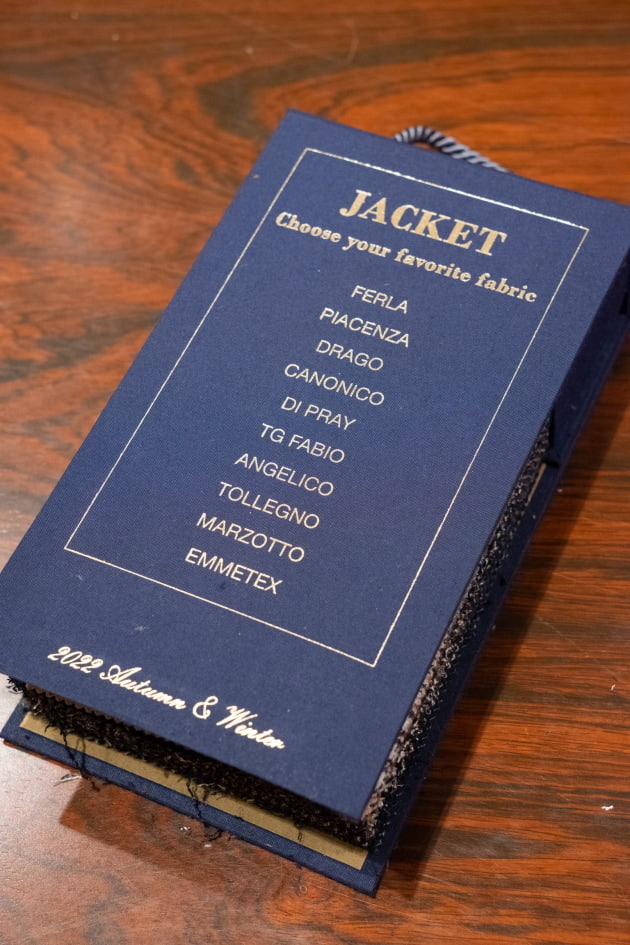 JACKET
Choose your favorite fabric
FERLA
PIACENZA
DRAGO
CANONICO
DI PRAY
TG FABIO
ANGELICO
TOLLEGNO
MARZOTTO
EMMETEX
2022 Autumn & Winter